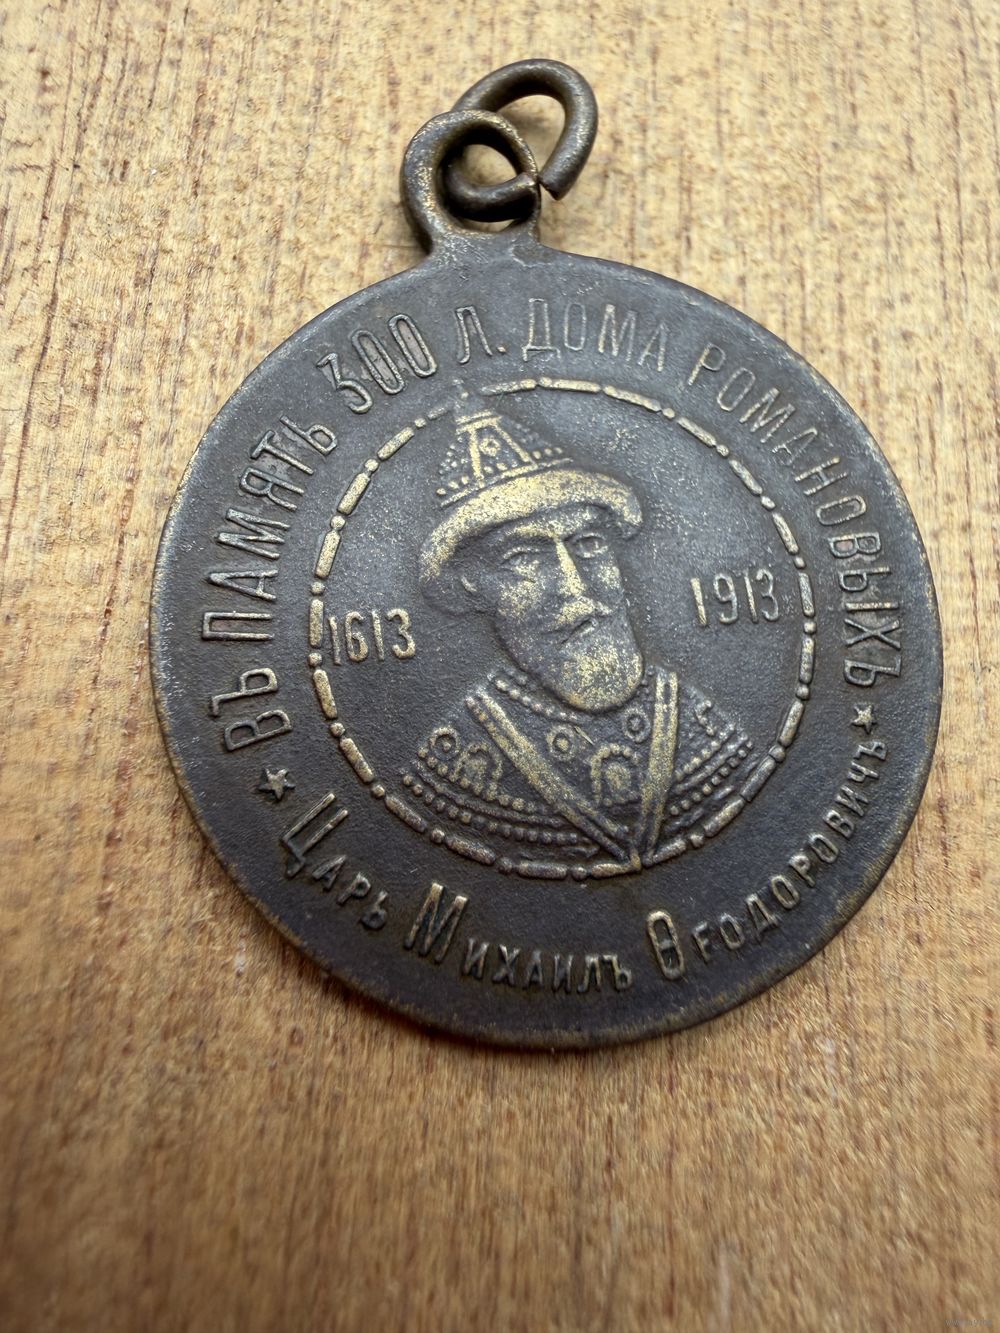 ВЪ ПАМЯТЬ 300 Л. ДОМА РОМАНОВЫХЪ
1613 1913
ЦАРЬ МИХАИЛЪ ѲЕОДОРОВИЧЪ